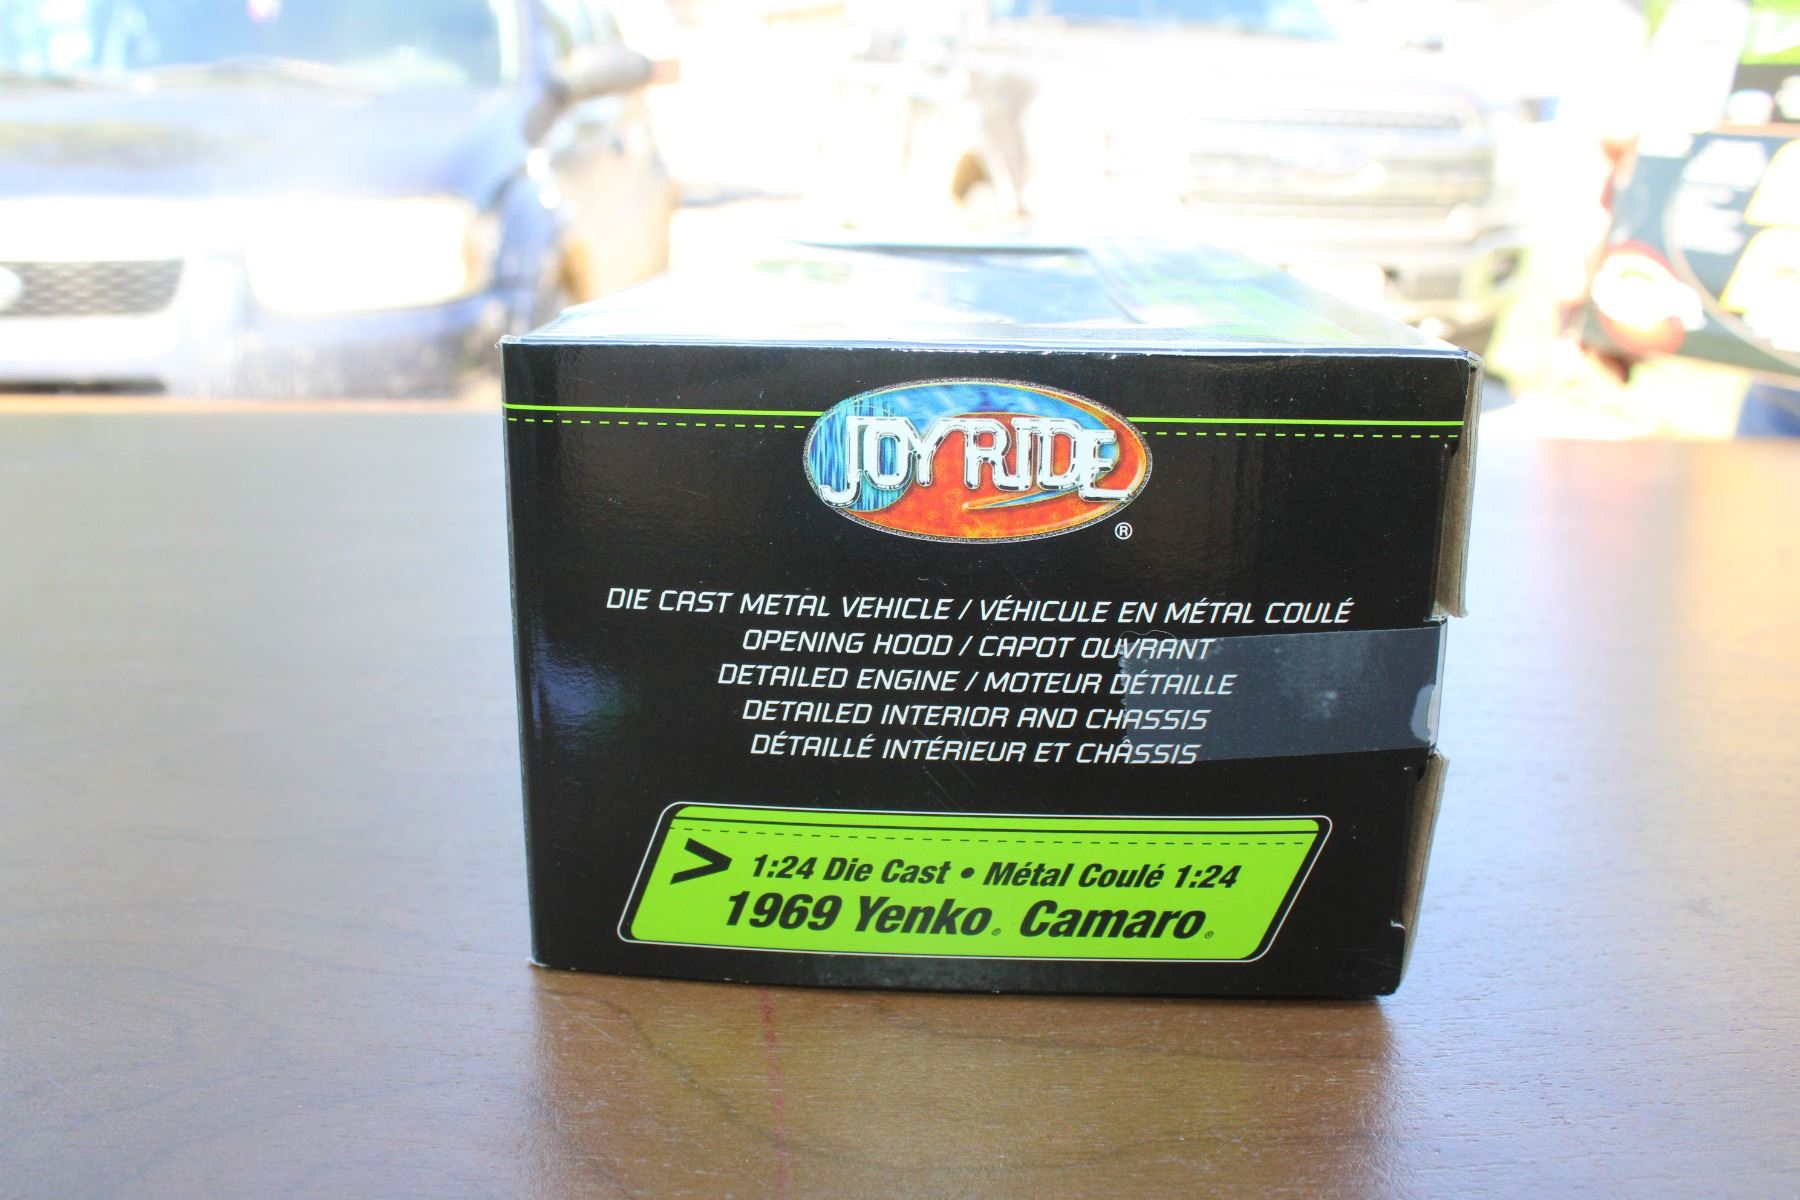 JOYRIDE
®
DIE CAST METAL VEHICLE / VÉHICULE EN MÉTAL COULÉ
OPENING HOOD / CAPOT OUVRANT
DETAILED ENGINE / MOTEUR DÉTAILLE
DETAILED INTERIOR AND CHASSIS
DÉTAILLÉ INTÉRIEUR ET CHÂSSIS
> 1:24 Die Cast • Métal Coulé 1:24
1969 Yenko® Camaro®